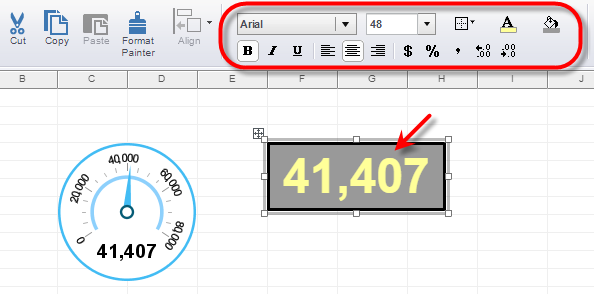 Arial 48
Cut Copy Paste Format Painter Align
B I U $ % , ←.0 .00 .00 →.0
B C D E F G H I J
40,000
20,000 60,000
0 80,000
41,407
41,407